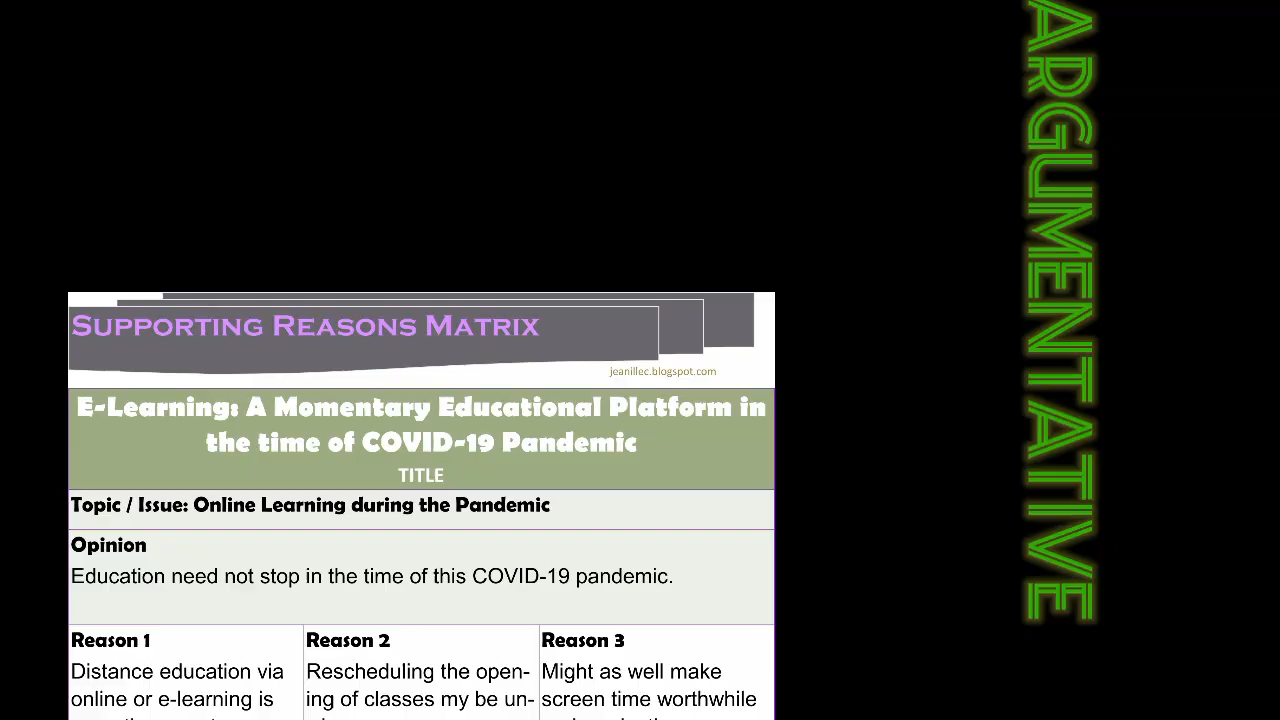 SUPPORTING REASONS MATRIX
jeanillec.blogspot.com
E-Learning: A Momentary Educational Platform in
the time of COVID-19 Pandemic
TITLE
Topic / Issue: Online Learning during the Pandemic
Opinion
Education need not stop in the time of this COVID-19 pandemic.
Reason 1
Distance education via
online or e-learning is
Reason 2
Rescheduling the open-
ing of classes my be un-
Reason 3
Might as well make
screen time worthwhile
ARGUMENTATIVE